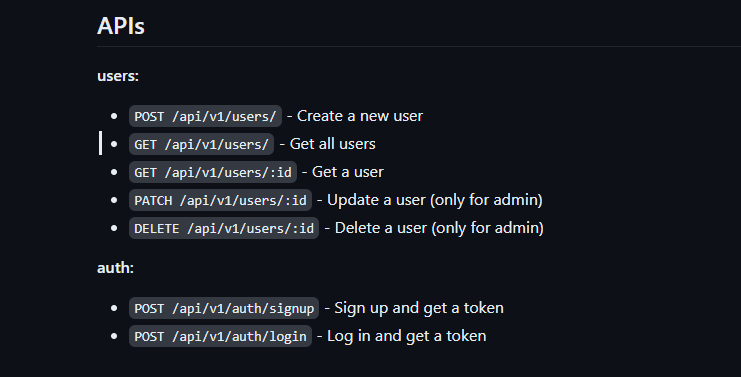 APIs
users:
POST /api/v1/users/ - Create a new user
GET /api/v1/users/ - Get all users
GET /api/v1/users/:id - Get a user
PATCH /api/v1/users/:id - Update a user (only for admin)
DELETE /api/v1/users/:id - Delete a user (only for admin)
auth:
POST /api/v1/auth/signup - Sign up and get a token
POST /api/v1/auth/login - Log in and get a token